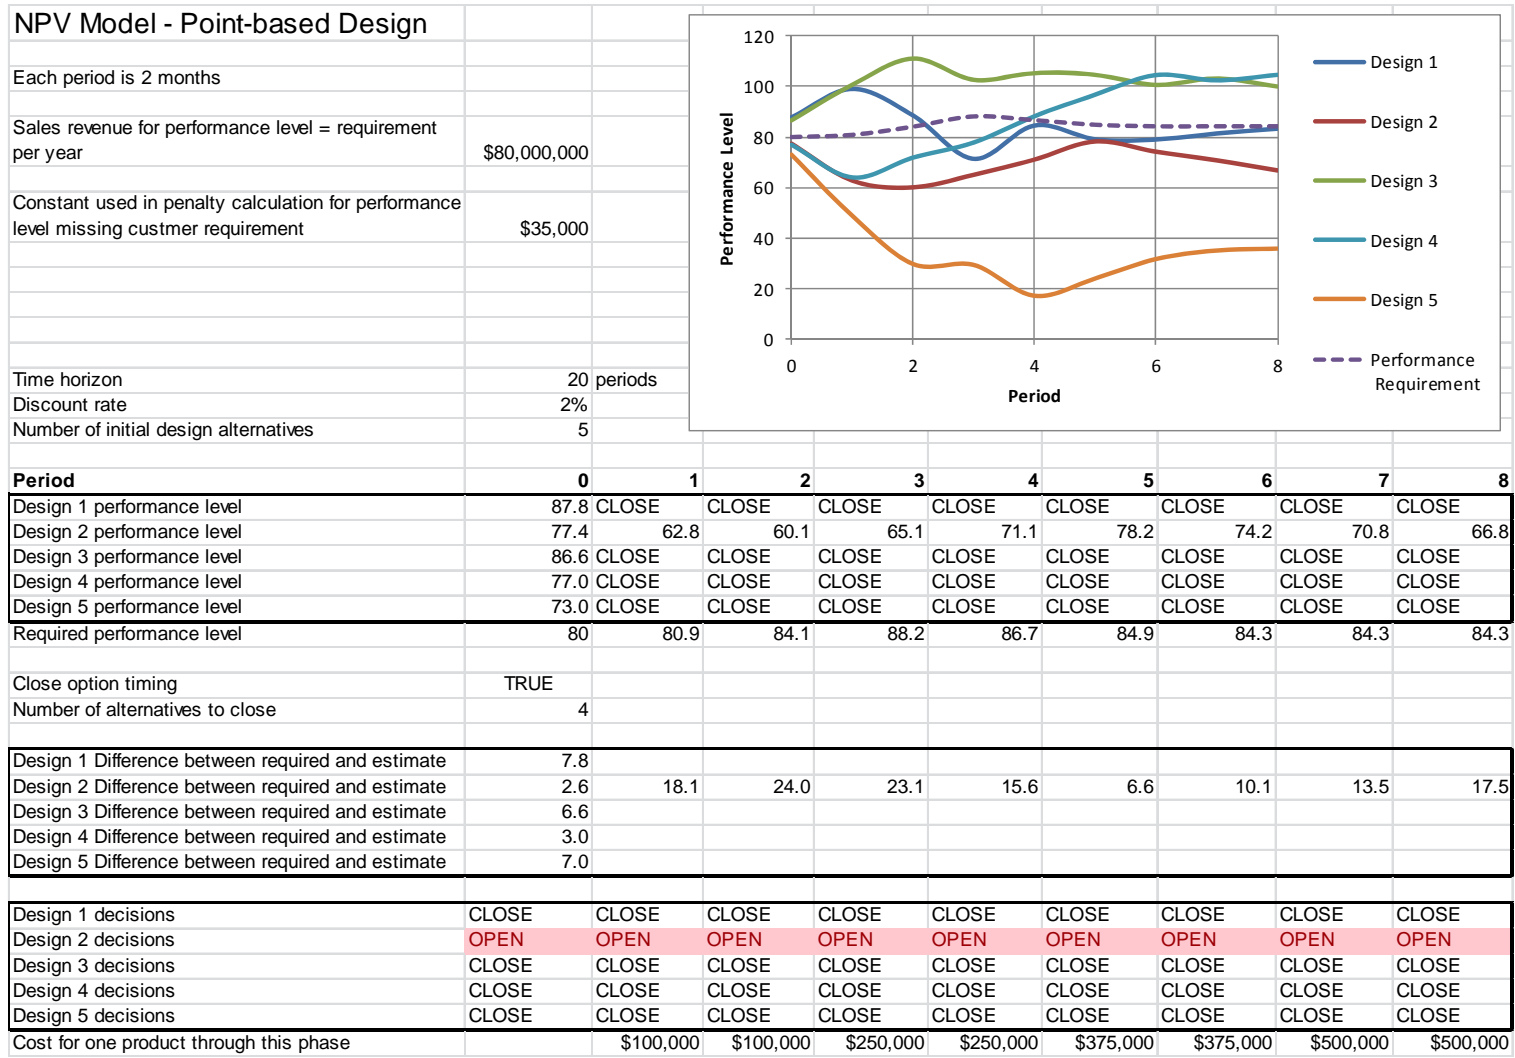 NPV Model - Point-based Design
Each period is 2 months
Sales revenue for performance level = requirement
per year $80,000,000
Constant used in penalty calculation for performance
level missing custmer requirement $35,000
Time horizon 20 periods
Discount rate 2%
Number of initial design alternatives 5
120
100
80
60
40
20
0
Performance Level
0 2 4 6 8
Period
Design 1
Design 2
Design 3
Design 4
Design 5
Performance
Requirement
Period 0 1 2 3 4 5 6 7 8
Design 1 performance level 87.8 CLOSE CLOSE CLOSE CLOSE CLOSE CLOSE CLOSE CLOSE
Design 2 performance level 77.4 62.8 60.1 65.1 71.1 78.2 74.2 70.8 66.8
Design 3 performance level 86.6 CLOSE CLOSE CLOSE CLOSE CLOSE CLOSE CLOSE CLOSE
Design 4 performance level 77.0 CLOSE CLOSE CLOSE CLOSE CLOSE CLOSE CLOSE CLOSE
Design 5 performance level 73.0 CLOSE CLOSE CLOSE CLOSE CLOSE CLOSE CLOSE CLOSE
Required performance level 80 80.9 84.1 88.2 86.7 84.9 84.3 84.3 84.3
Close option timing TRUE
Number of alternatives to close 4
Design 1 Difference between required and estimate 7.8
Design 2 Difference between required and estimate 2.6 18.1 24.0 23.1 15.6 6.6 10.1 13.5 17.5
Design 3 Difference between required and estimate 6.6
Design 4 Difference between required and estimate 3.0
Design 5 Difference between required and estimate 7.0
Design 1 decisions CLOSE CLOSE CLOSE CLOSE CLOSE CLOSE CLOSE CLOSE CLOSE
Design 2 decisions OPEN OPEN OPEN OPEN OPEN OPEN OPEN OPEN OPEN
Design 3 decisions CLOSE CLOSE CLOSE CLOSE CLOSE CLOSE CLOSE CLOSE CLOSE
Design 4 decisions CLOSE CLOSE CLOSE CLOSE CLOSE CLOSE CLOSE CLOSE CLOSE
Design 5 decisions CLOSE CLOSE CLOSE CLOSE CLOSE CLOSE CLOSE CLOSE CLOSE
Cost for one product through this phase $100,000 $100,000 $250,000 $250,000 $375,000 $375,000 $500,000 $500,000